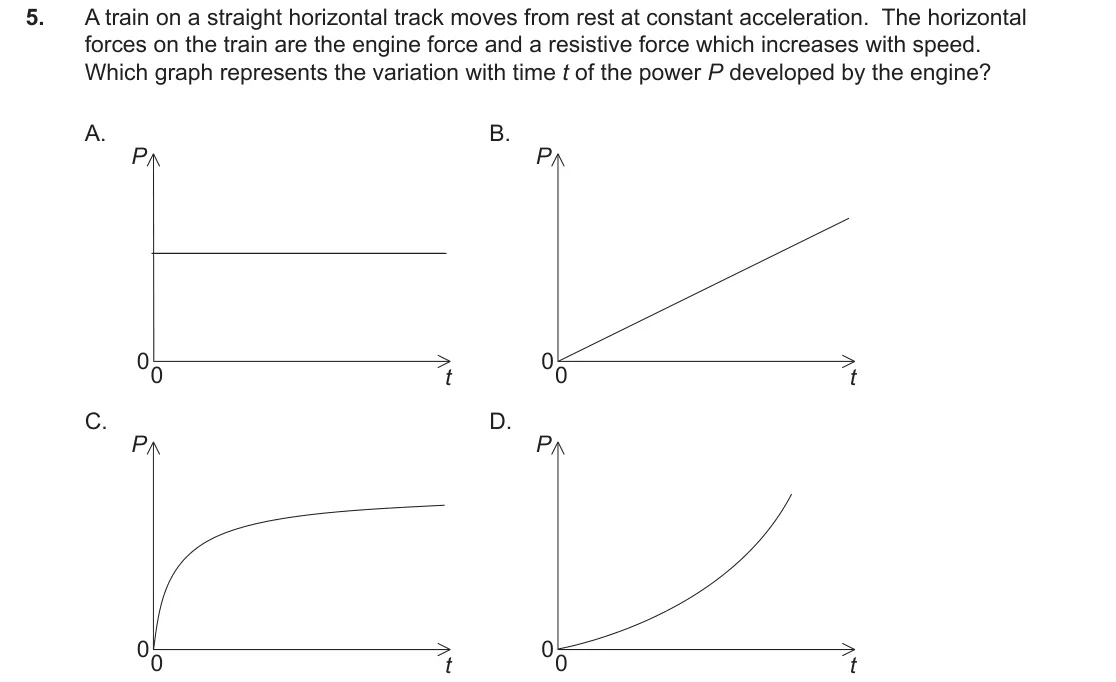 5. A train on a straight horizontal track moves from rest at constant acceleration. The horizontal
forces on the train are the engine force and a resistive force which increases with speed.
Which graph represents the variation with time t of the power P developed by the engine?
A. B.
P P
0 0
0 t 0 t
C. D.
P P
0 0
0 t 0 t